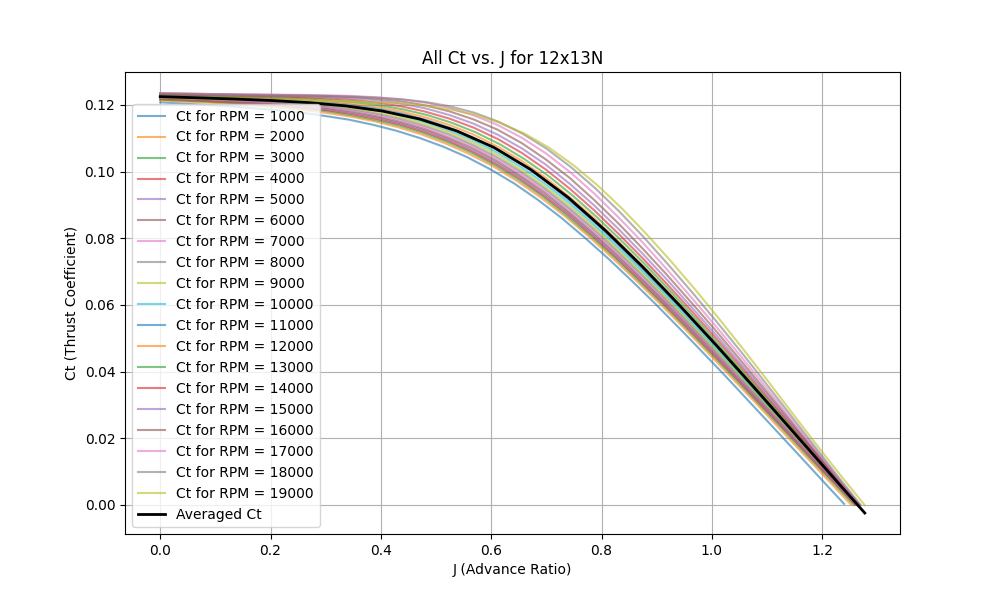 All Ct vs. J for 12x13N
Ct (Thrust Coefficient)
0.12
0.10
0.08
0.06
0.04
0.02
0.00
Ct for RPM = 1000
Ct for RPM = 2000
Ct for RPM = 3000
Ct for RPM = 4000
Ct for RPM = 5000
Ct for RPM = 6000
Ct for RPM = 7000
Ct for RPM = 8000
Ct for RPM = 9000
Ct for RPM = 10000
Ct for RPM = 11000
Ct for RPM = 12000
Ct for RPM = 13000
Ct for RPM = 14000
Ct for RPM = 15000
Ct for RPM = 16000
Ct for RPM = 17000
Ct for RPM = 18000
Ct for RPM = 19000
Averaged Ct
0.0 0.2 0.4 0.6 0.8 1.0 1.2
J (Advance Ratio)